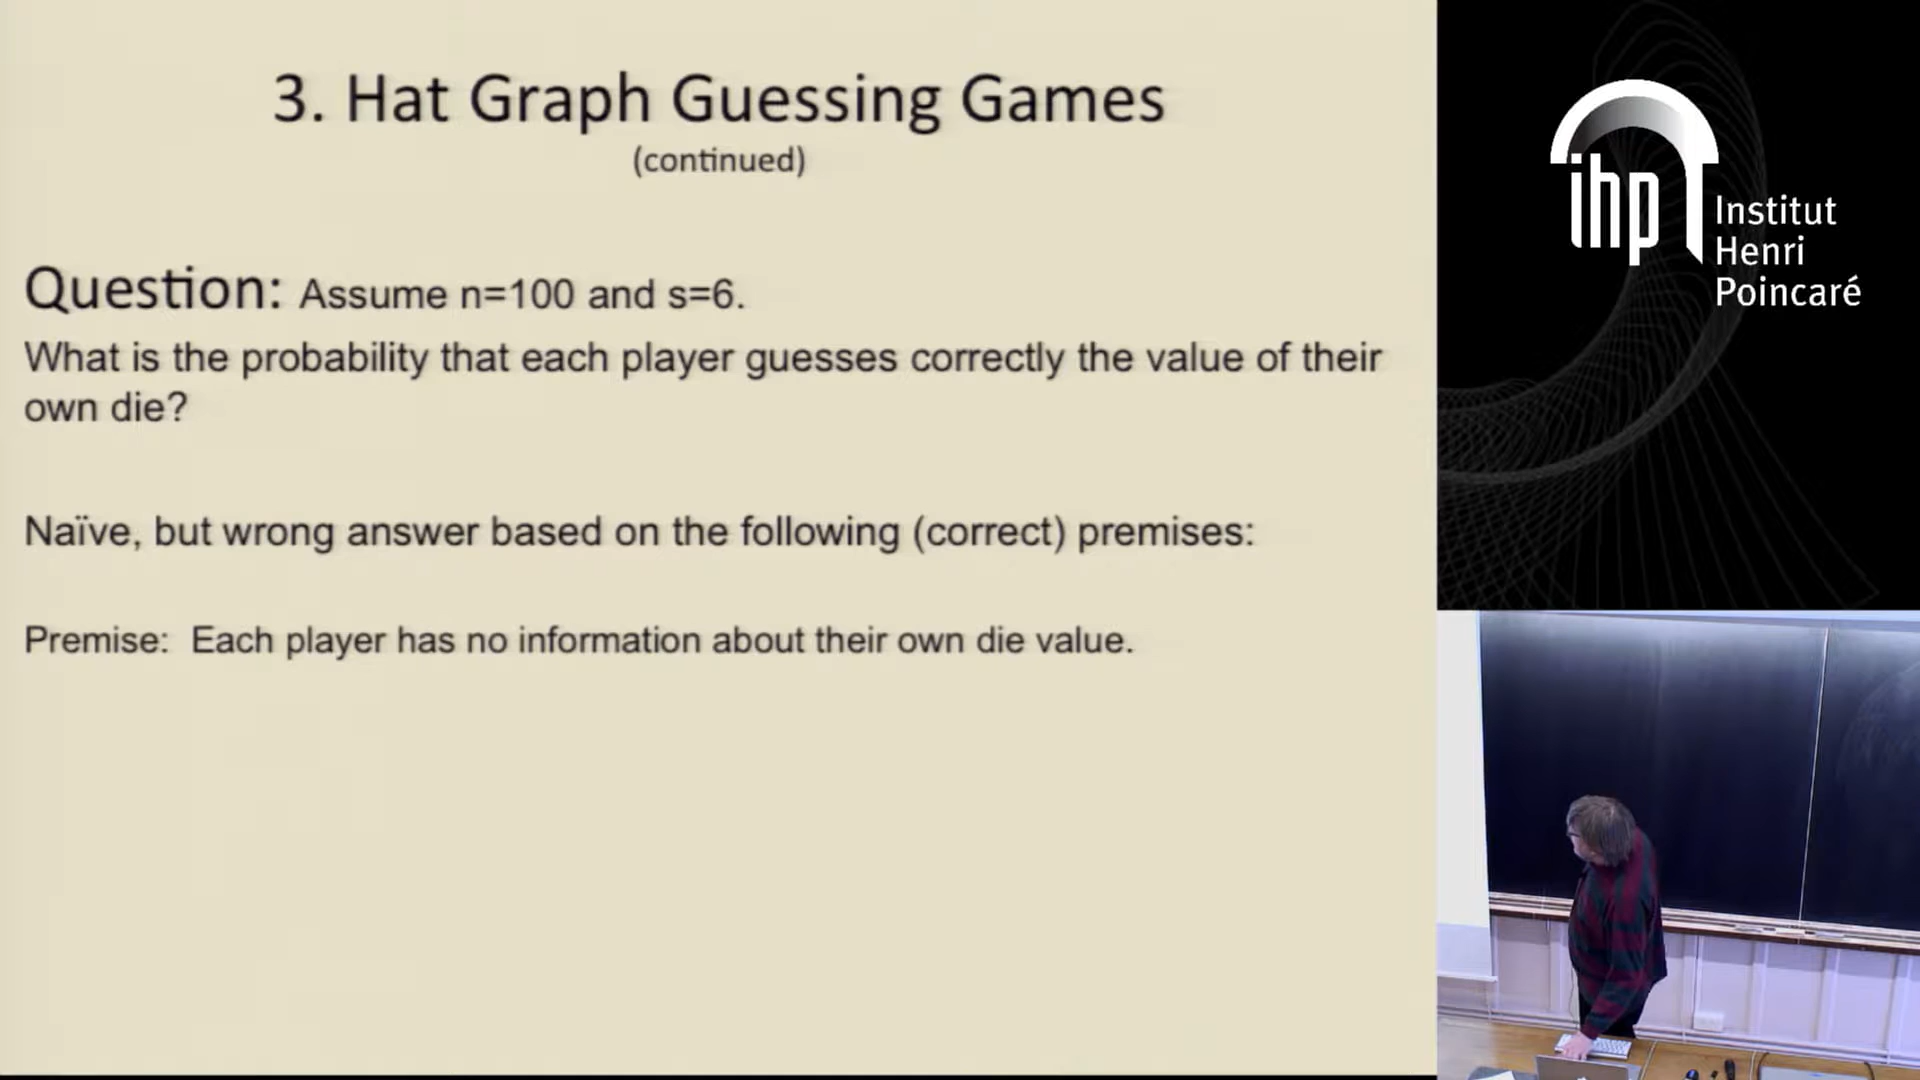 3. Hat Graph Guessing Games
(continued)
Question: Assume n=100 and s=6.
What is the probability that each player guesses correctly the value of their
own die?
Naïve, but wrong answer based on the following (correct) premises:
Premise:  Each player has no information about their own die value.
ihp
Institut
Henri
Poincaré